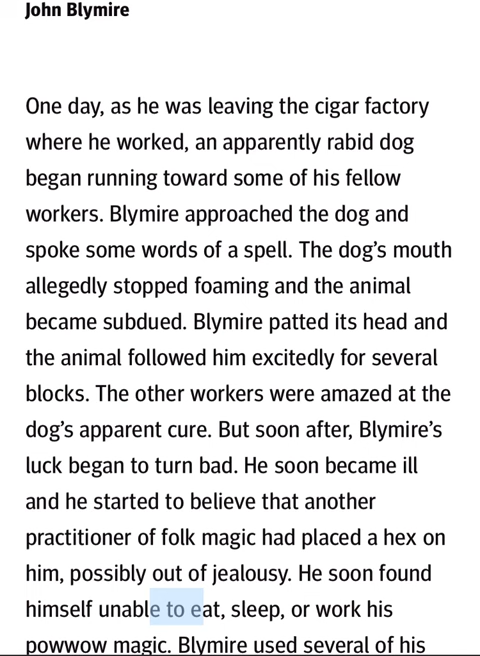 John Blymire
One day, as he was leaving the cigar factory
where he worked, an apparently rabid dog
began running toward some of his fellow
workers. Blymire approached the dog and
spoke some words of a spell. The dog’s mouth
allegedly stopped foaming and the animal
became subdued. Blymire patted its head and
the animal followed him excitedly for several
blocks. The other workers were amazed at the
dog’s apparent cure. But soon after, Blymire’s
luck began to turn bad. He soon became ill
and he started to believe that another
practitioner of folk magic had placed a hex on
him, possibly out of jealousy. He soon found
himself unable to eat, sleep, or work his
powwow magic. Blymire used several of his